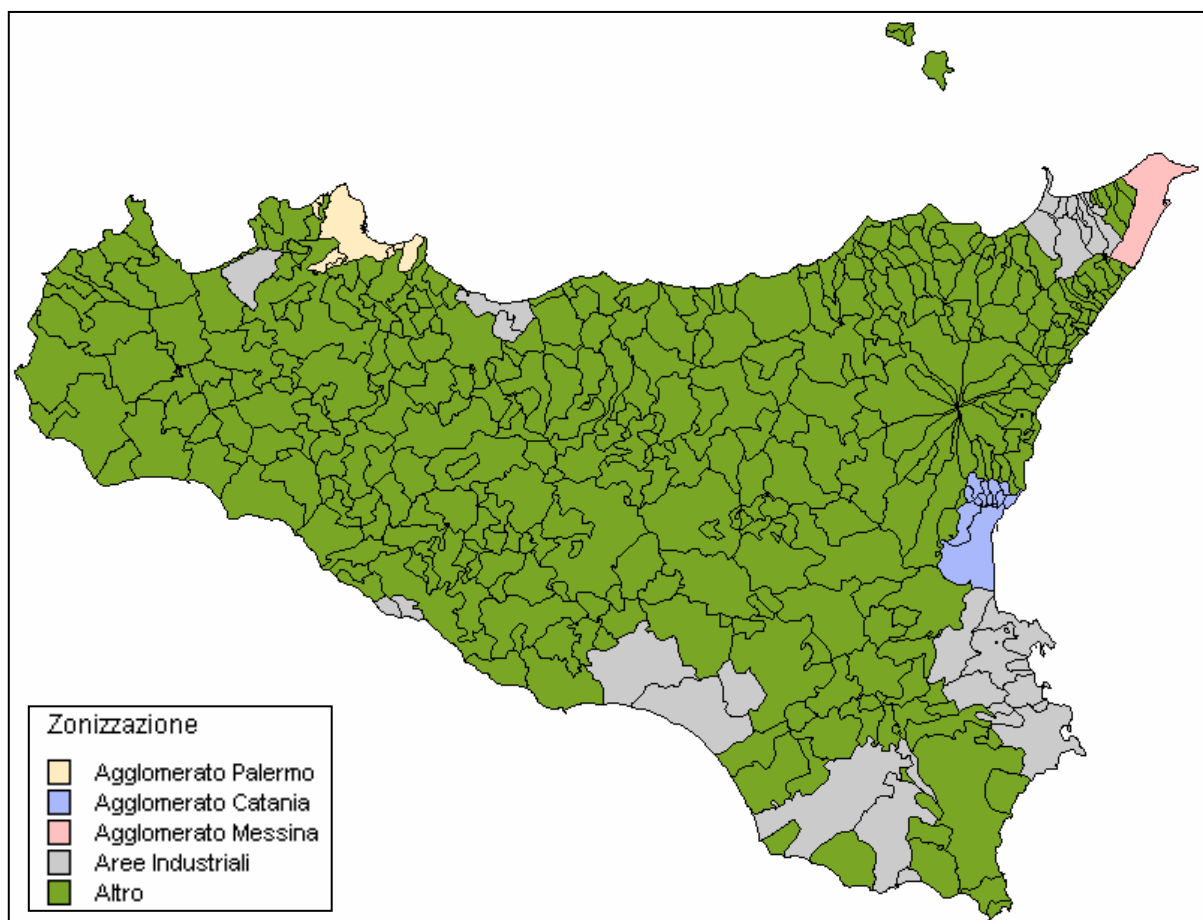 Zonizzazione
Agglomerato Palermo
Agglomerato Catania
Agglomerato Messina
Aree Industriali
Altro